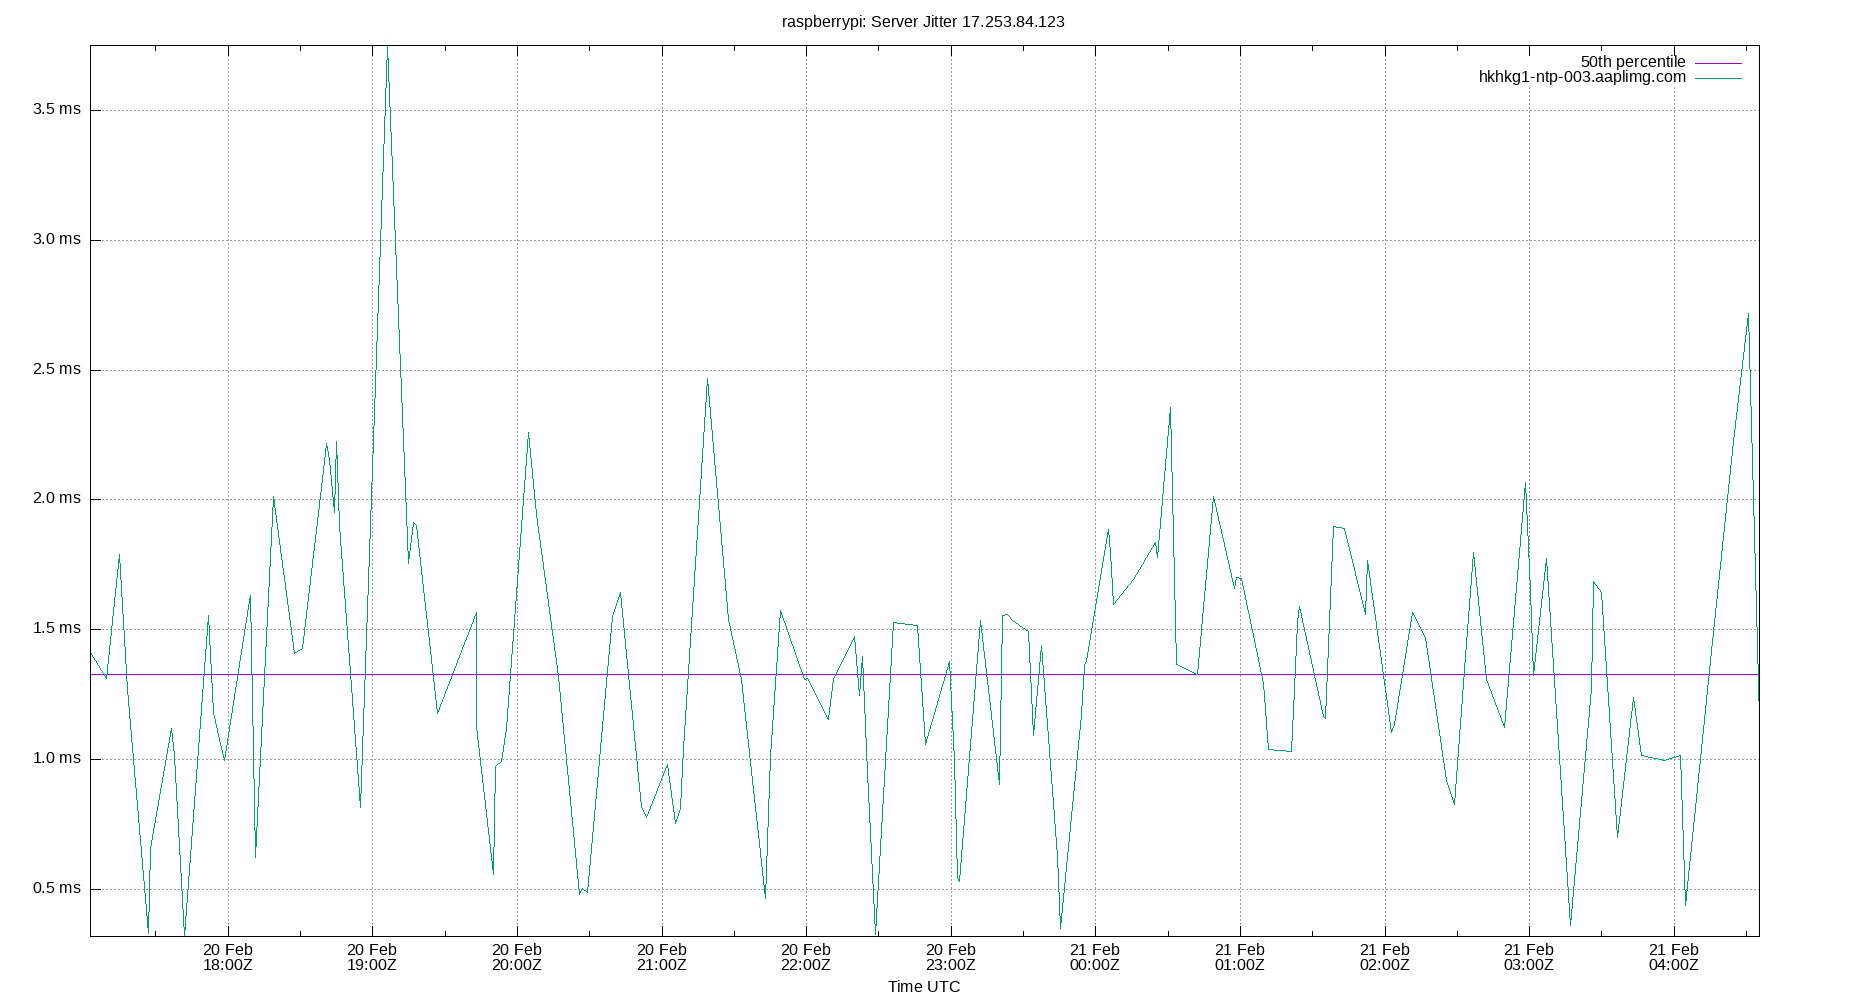 raspberrypi: Server Jitter 17.253.84.123
50th percentile
hkhkg1-ntp-003.aaplimg.com
3.5 ms
3.0 ms
2.5 ms
2.0 ms
1.5 ms
1.0 ms
0.5 ms
20 Feb 20 Feb 20 Feb 20 Feb 20 Feb 20 Feb 21 Feb 21 Feb 21 Feb 21 Feb 21 Feb
18:00Z 19:00Z 20:00Z 21:00Z 22:00Z 23:00Z 00:00Z 01:00Z 02:00Z 03:00Z 04:00Z
Time UTC